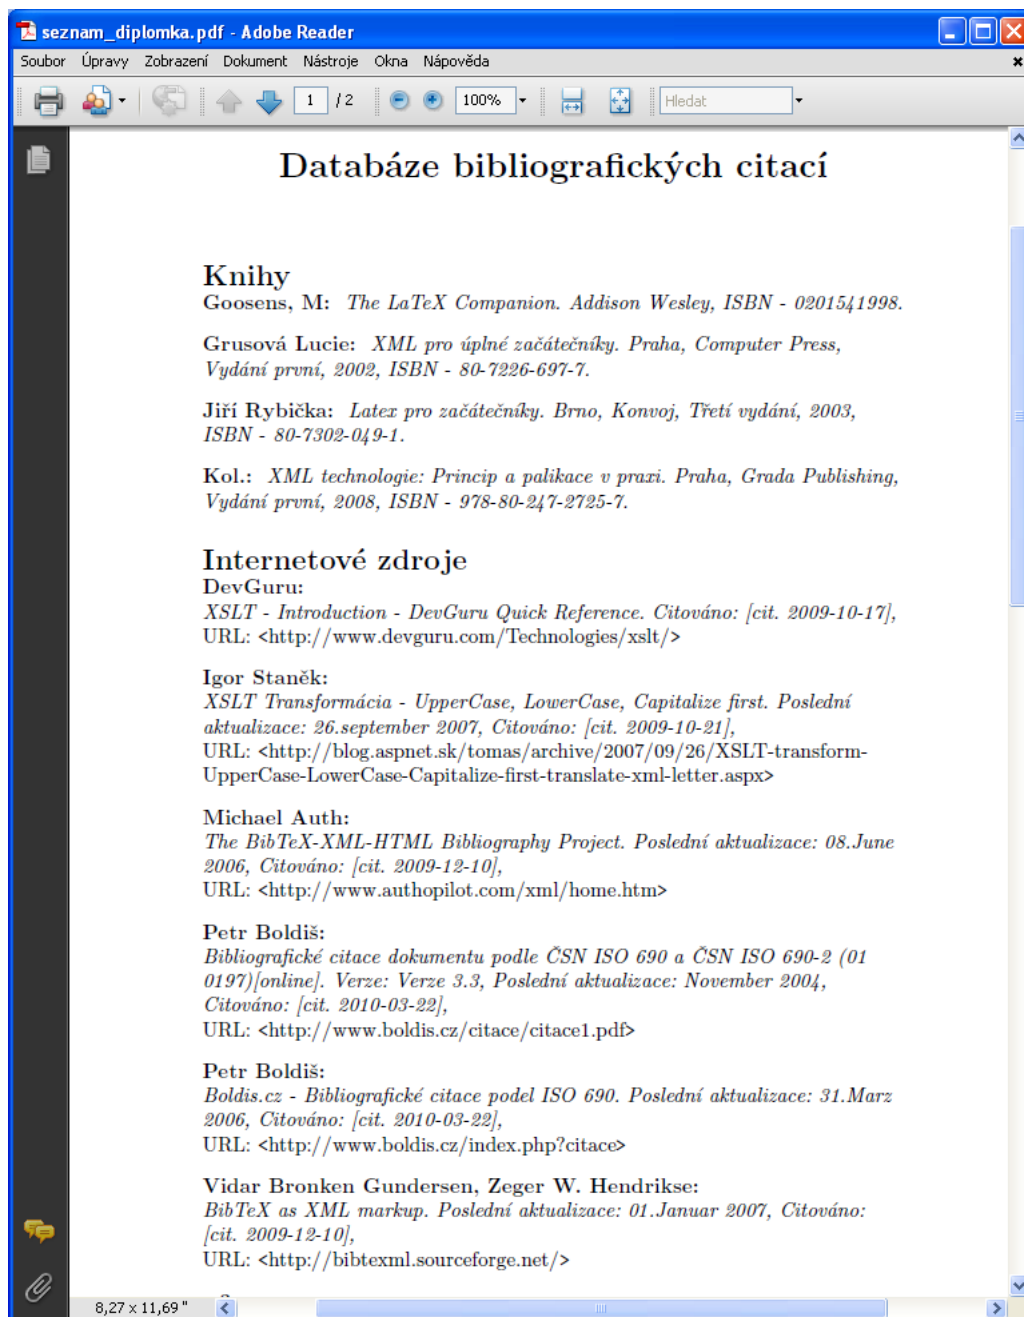 seznam_diplomka.pdf - Adobe Reader
Soubor Úpravy Zobrazení Dokument Nástroje Okna Nápověda
1 / 2 100% Hledat
Databáze bibliografických citací
Knihy
Goosens, M: The LaTeX Companion. Addison Wesley, ISBN - 0201541998.
Grusová Lucie: XML pro úplné začátečníky. Praha, Computer Press,
Vydání první, 2002, ISBN - 80-7226-697-7.
Jiří Rybička: Latex pro začátečníky. Brno, Konvoj, Třetí vydání, 2003,
ISBN - 80-7302-049-1.
Kol.: XML technologie: Princip a palikace v praxi. Praha, Grada Publishing,
Vydání první, 2008, ISBN - 978-80-247-2725-7.
Internetové zdroje
DevGuru:
XSLT - Introduction - DevGuru Quick Reference. Citováno: [cit. 2009-10-17],
URL: <http://www.devguru.com/Technologies/xslt/>
Igor Staněk:
XSLT Transformácia - UpperCase, LowerCase, Capitalize first. Poslední
aktualizace: 26.september 2007, Citováno: [cit. 2009-10-21],
URL: <http://blog.aspnet.sk/tomas/archive/2007/09/26/XSLT-transform-
UpperCase-LowerCase-Capitalize-first-translate-xml-letter.aspx>
Michael Auth:
The BibTeX-XML-HTML Bibliography Project. Poslední aktualizace: 08.June
2006, Citováno: [cit. 2009-12-10],
URL: <http://www.authopilot.com/xml/home.htm>
Petr Boldiš:
Bibliografické citace dokumentu podle ČSN ISO 690 a ČSN ISO 690-2 (01
0197)[online]. Verze: Verze 3.3, Poslední aktualizace: November 2004,
Citováno: [cit. 2010-03-22],
URL: <http://www.boldis.cz/citace/citace1.pdf>
Petr Boldiš:
Boldis.cz - Bibliografické citace podel ISO 690. Poslední aktualizace: 31.Marz
2006, Citováno: [cit. 2010-03-22],
URL: <http://www.boldis.cz/index.php?citace>
Vidar Bronken Gundersen, Zeger W. Hendrikse:
BibTeX as XML markup. Poslední aktualizace: 01.Januar 2007, Citováno:
[cit. 2009-12-10],
URL: <http://bibtexml.sourceforge.net/>
8,27 x 11,69 "